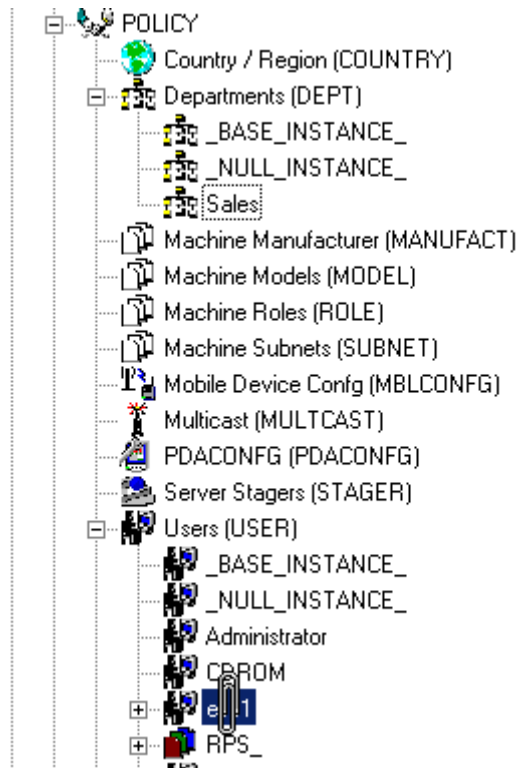 POLICY
Country / Region (COUNTRY)
Departments (DEPT)
_BASE_INSTANCE_
_NULL_INSTANCE_
Sales
Machine Manufacturer (MANUFACT)
Machine Models (MODEL)
Machine Roles (ROLE)
Machine Subnets (SUBNET)
Mobile Device Confg (MBLCONFG)
Multicast (MULTCAST)
PDACONFG (PDACONFG)
Server Stagers (STAGER)
Users (USER)
_BASE_INSTANCE_
_NULL_INSTANCE_
Administrator
CDROM
RPS_